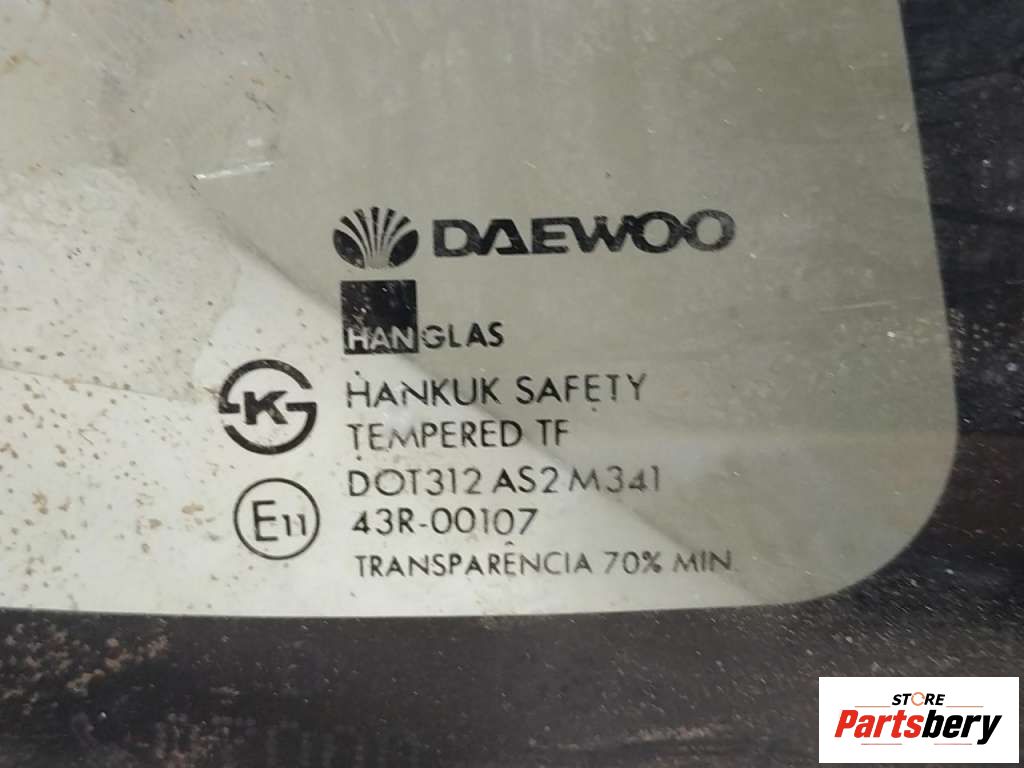 DAEWOO
HANGLAS
K
HANKUK SAFETY
TEMPERED TF
DOT312 AS2 M341
E11
43R-00107
TRANSPARÊNCIA 70% MIN.
STORE
Partsbery